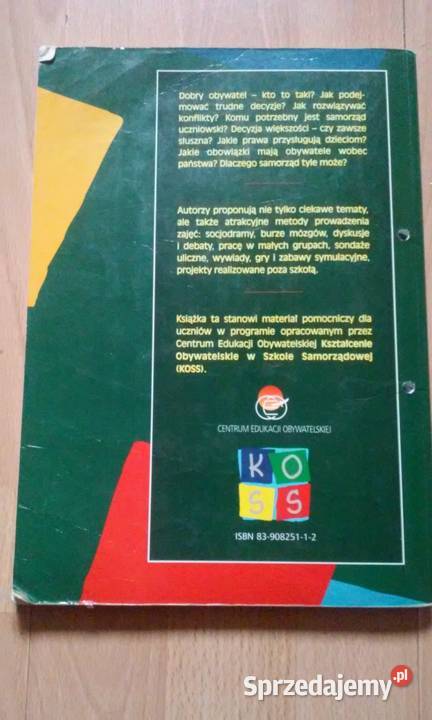 Dobry obywatel – kto to taki? Jak podej-
mować trudne decyzje? Jak rozwiązywać
konflikty? Komu potrzebny jest samorząd
uczniowski? Decyzja większości – czy zawsze
słuszna? Jakie prawa przysługują dzieciom?
Jakie obowiązki mają obywatele wobec
państwa? Dlaczego samorząd tyle może?
Autorzy proponują nie tylko ciekawe tematy,
ale także atrakcyjne metody prowadzenia
zajęć: socjodramy, burze mózgów, dyskusje
i debaty, pracę w małych grupach, sondaże
uliczne, wywiady, gry i zabawy symulacyjne,
projekty realizowane poza szkołą.
Książka ta stanowi materiał pomocniczy dla
uczniów w programie opracowanym przez
Centrum Edukacji Obywatelskiej Kształcenie
Obywatelskie w Szkole Samorządowej
(KOSS).
CENTRUM EDUKACJI OBYWATELSKIEJ
KO
SS
ISBN 83-908251-1-2
Sprzedajemy.pl